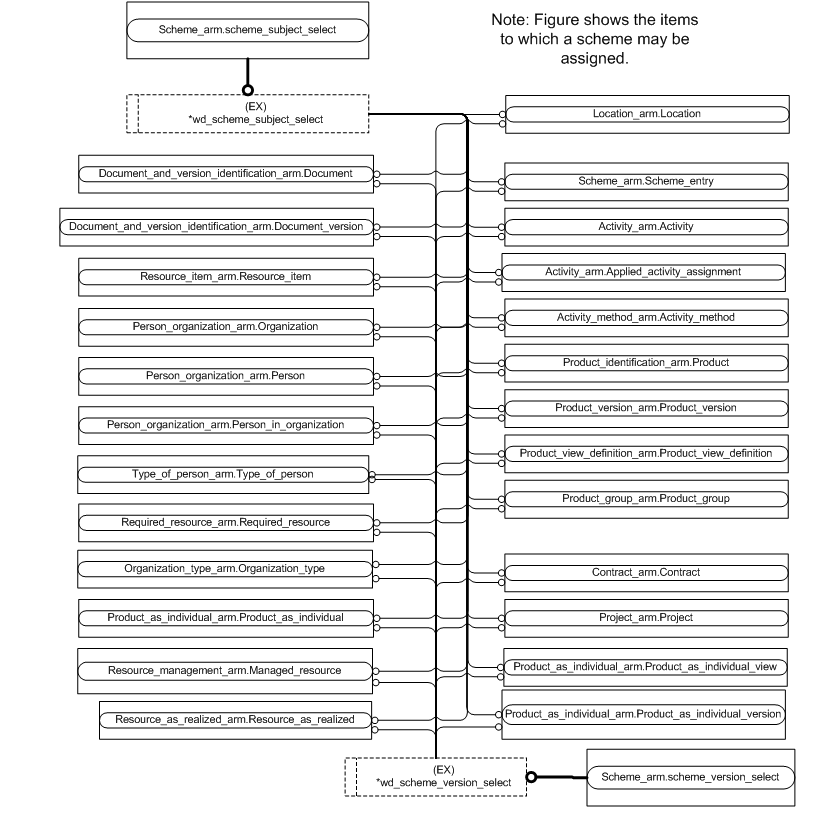 Scheme_arm.scheme_subject_select
Note: Figure shows the items
to which a scheme may be
assigned.
(EX)
*wd_scheme_subject_select
Location_arm.Location
Document_and_version_identification_arm.Document
Scheme_arm.Scheme_entry
Document_and_version_identification_arm.Document_version
Activity_arm.Activity
Resource_item_arm.Resource_item
Activity_arm.Applied_activity_assignment
Person_organization_arm.Organization
Activity_method_arm.Activity_method
Person_organization_arm.Person
Product_identification_arm.Product
Person_organization_arm.Person_in_organization
Product_version_arm.Product_version
Type_of_person_arm.Type_of_person
Product_view_definition_arm.Product_view_definition
Required_resource_arm.Required_resource
Product_group_arm.Product_group
Organization_type_arm.Organization_type
Contract_arm.Contract
Product_as_individual_arm.Product_as_individual
Project_arm.Project
Resource_management_arm.Managed_resource
Product_as_individual_arm.Product_as_individual_view
Resource_as_realized_arm.Resource_as_realized
Product_as_individual_arm.Product_as_individual_version
(EX)
*wd_scheme_version_select
Scheme_arm.scheme_version_select